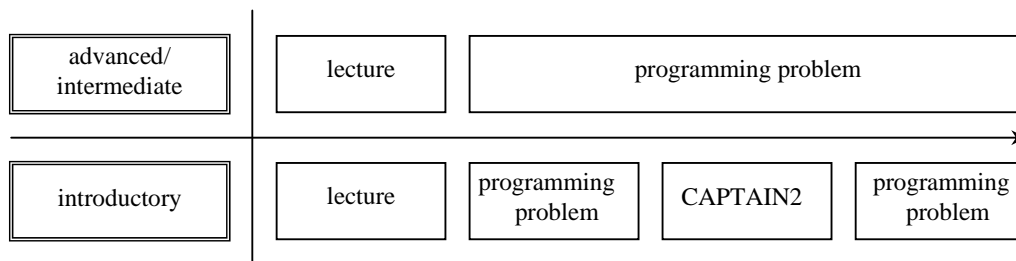 advanced/
intermediate
lecture
programming problem
introductory
lecture
programming
problem
CAPTAIN2
programming
problem